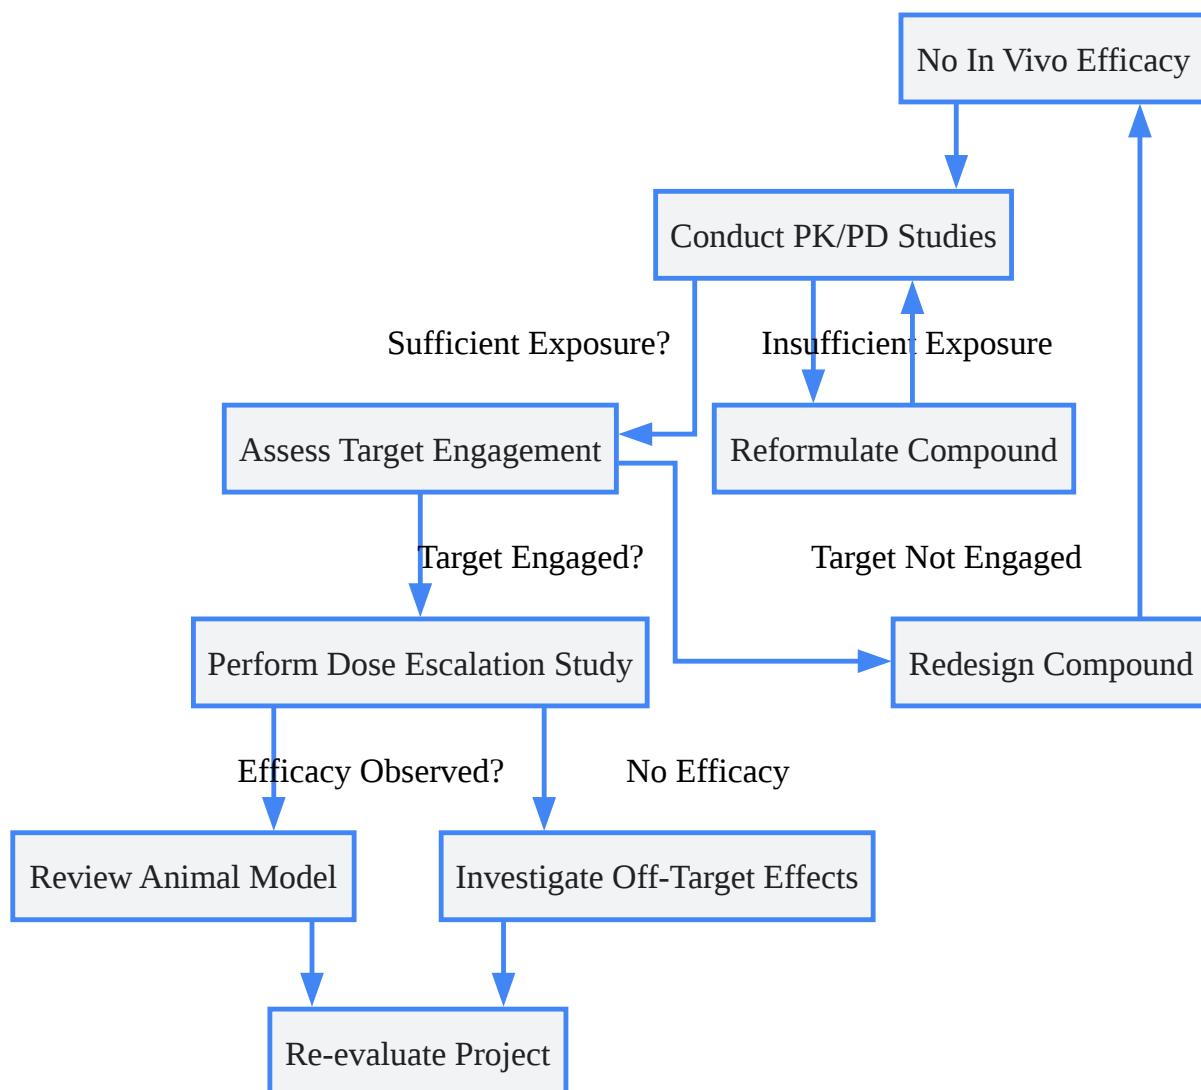 No In Vivo Efficacy
Conduct PK/PD Studies
Sufficient Exposure?
Insufficient Exposure
Assess Target Engagement
Reformulate Compound
Target Engaged?
Target Not Engaged
Perform Dose Escalation Study
Redesign Compound
Efficacy Observed?
No Efficacy
Review Animal Model
Investigate Off-Target Effects
Re-evaluate Project